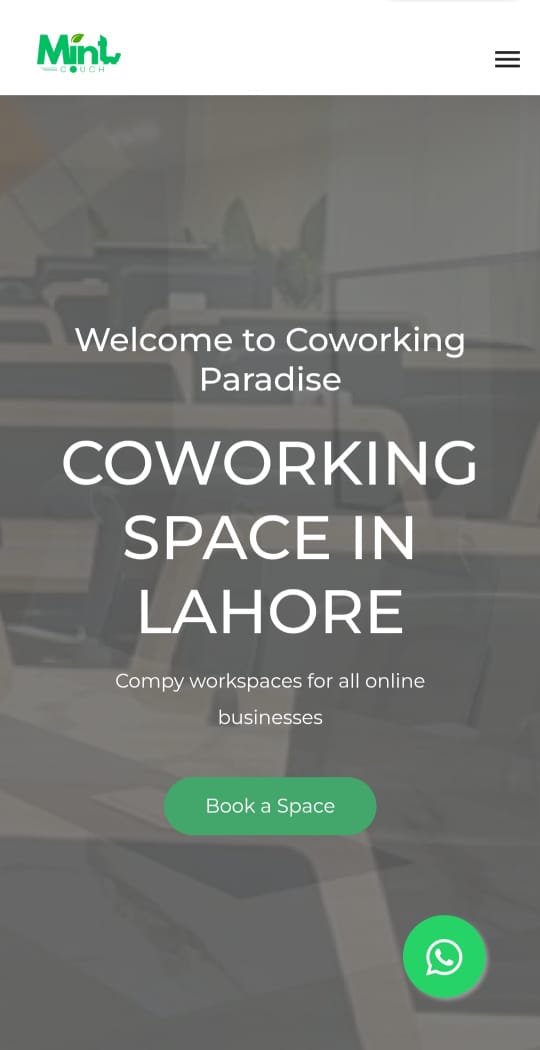 Mint
COUCH
Welcome to Coworking
Paradise
COWORKING
SPACE IN
LAHORE
Compy workspaces for all online
businesses
Book a Space